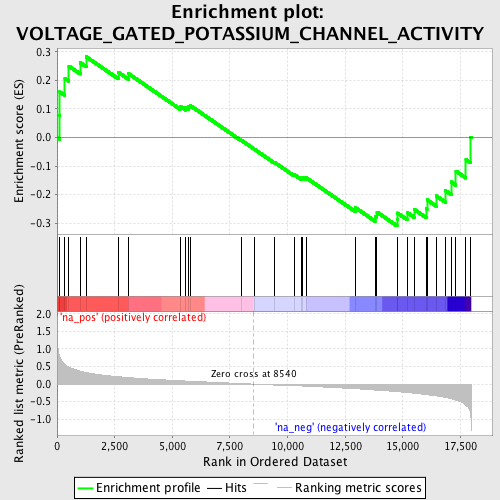 Enrichment plot:
VOLTAGE_GATED_POTASSIUM_CHANNEL_ACTIVITY
Enrichment score (ES)
0.3
0.2
0.1
0.0
-0.1
-0.2
-0.3
'na_pos' (positively correlated)
Ranked list metric (PreRanked)
2.0
1.5
1.0
0.5
0.0
-0.5
-1.0
Zero cross at 8540
'na_neg' (negatively correlated)
0
2,500
5,000
7,500
10,000
12,500
15,000
17,500
Rank in Ordered Dataset
Enrichment profile
Hits
Ranking metric scores